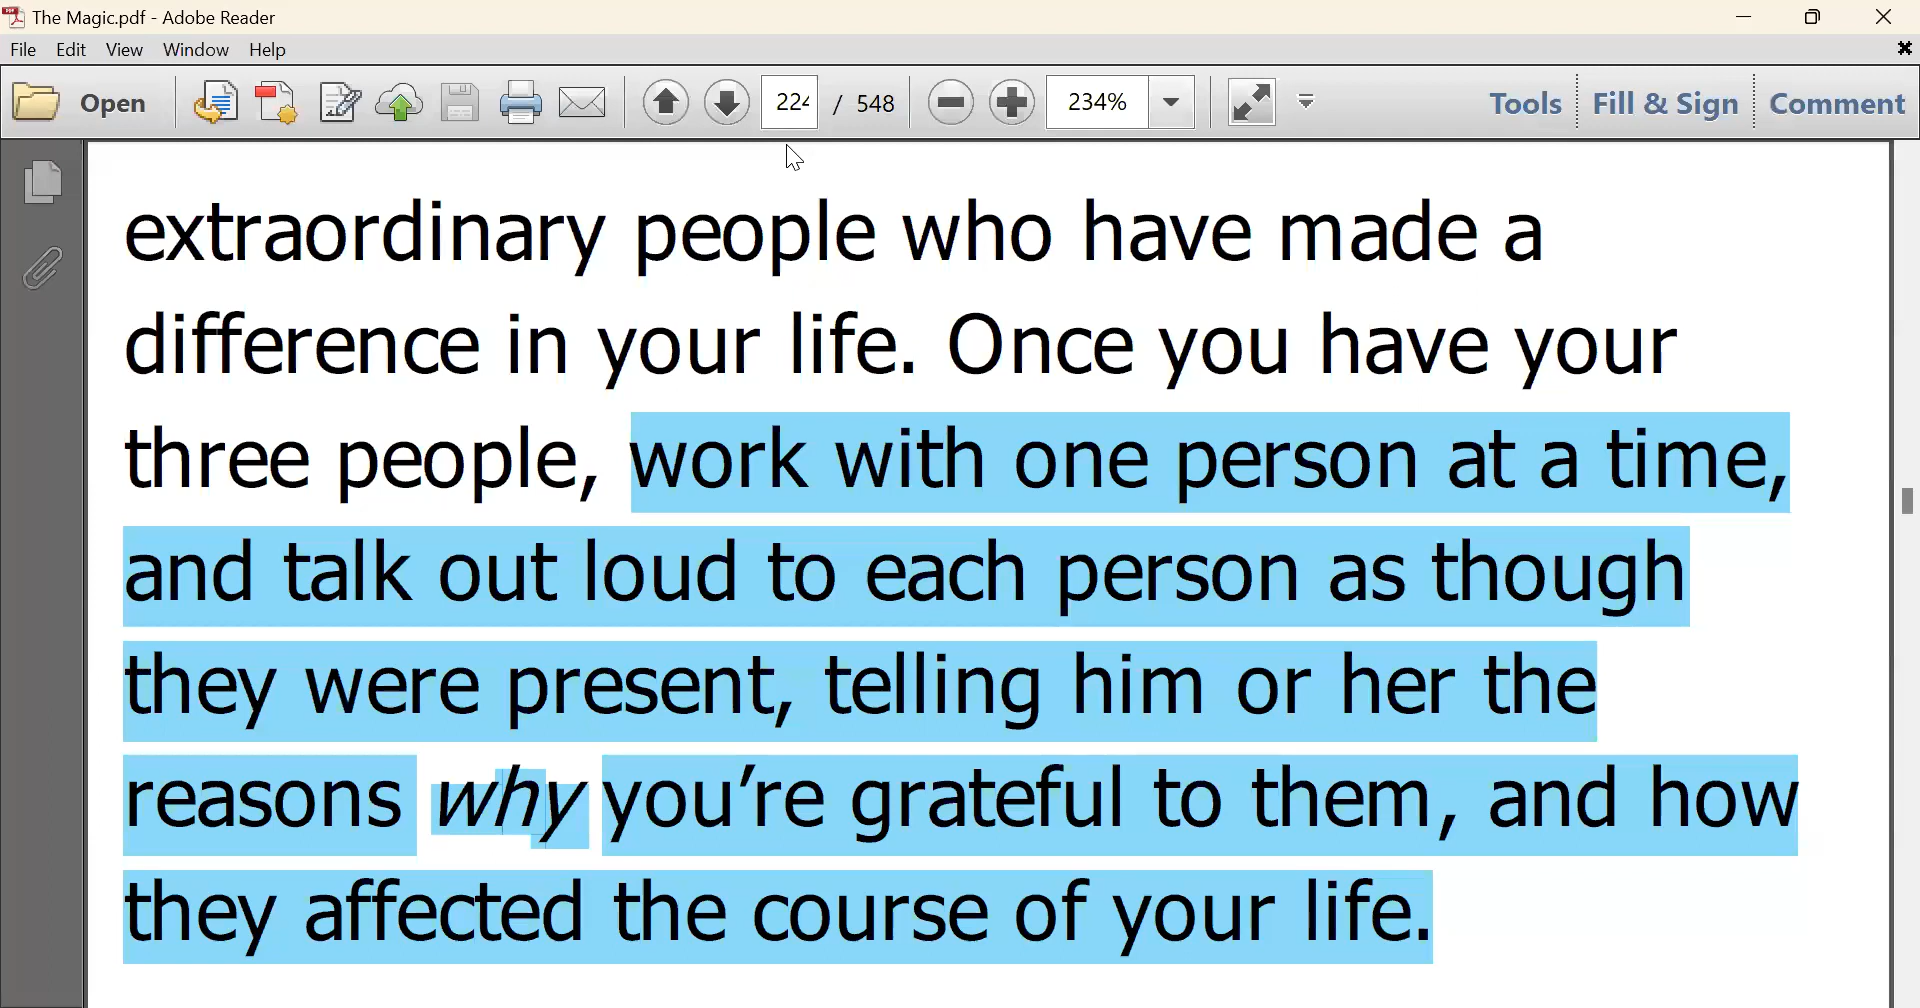 The Magic.pdf - Adobe Reader
File Edit View Window Help
Open 224 / 548 234% Tools Fill & Sign Comment
extraordinary people who have made a
difference in your life. Once you have your
three people, work with one person at a time,
and talk out loud to each person as though
they were present, telling him or her the
reasons why you’re grateful to them, and how
they affected the course of your life.